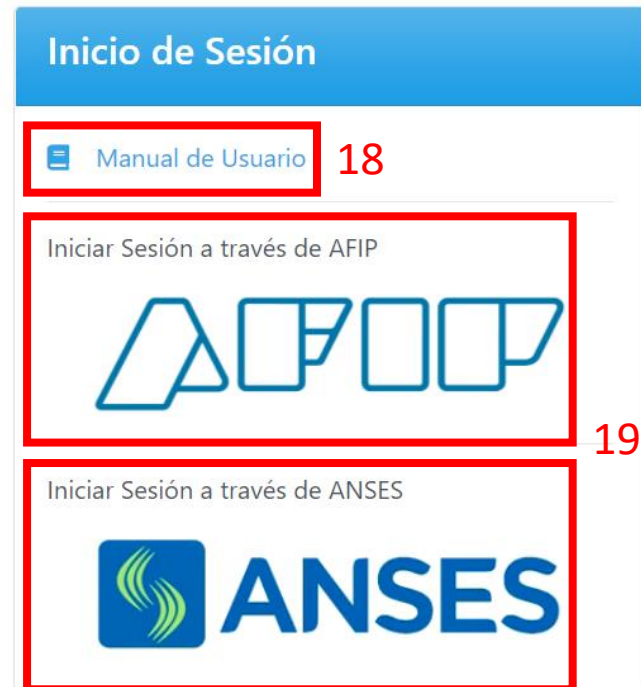 Inicio de Sesión
Manual de Usuario 18
Iniciar Sesión a través de AFIP
AFIP
19
Iniciar Sesión a través de ANSES
ANSES